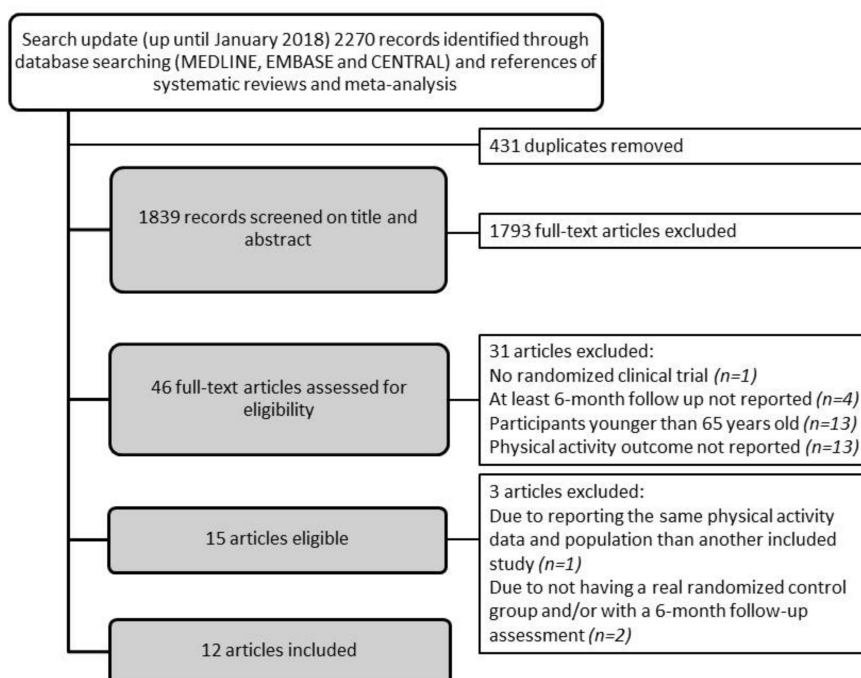 Search update (up until January 2018) 2270 records identified through
database searching (MEDLINE, EMBASE and CENTRAL) and references of
systematic reviews and meta-analysis
431 duplicates removed
1839 records screened on title and
abstract
1793 full-text articles excluded
46 full-text articles assessed for
eligibility
31 articles excluded:
No randomized clinical trial (n=1)
At least 6-month follow up not reported (n=4)
Participants younger than 65 years old (n=13)
Physical activity outcome not reported (n=13)
15 articles eligible
3 articles excluded:
Due to reporting the same physical activity
data and population than another included
study (n=1)
Due to not having a real randomized control
group and/or with a 6-month follow-up
assessment (n=2)
12 articles included